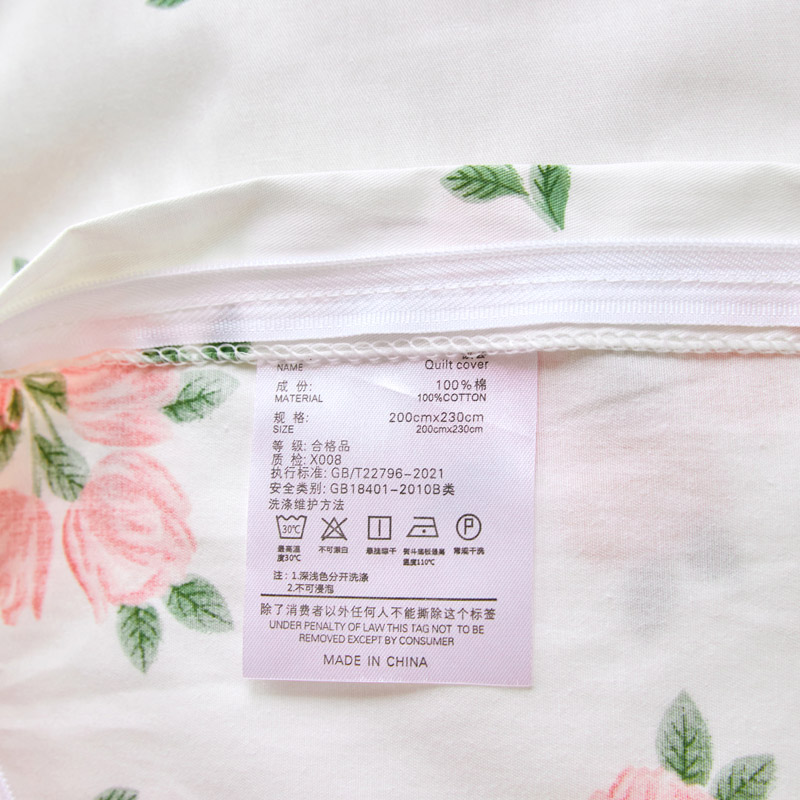 NAME Quilt cover
成 份: 100%棉
MATERIAL 100%COTTON
规 格: 200cmx230cm
SIZE 200cmx230cm
等 级: 合格品
质 检: X008
执行标准: GB/T22796-2021
安全类别: GB18401-2010B类
洗涤维护方法
30℃ P
最高温 不可漂白 悬挂晾干 熨斗底板最高 常规干洗
度30℃ 温度110℃
注: 1.深浅色分开洗涤
2.不可浸泡
除了消费者以外任何人不能撕除这个标签
UNDER PENALTY OF LAW THIS TAG NOT TO BE
REMOVED EXCEPT BY CONSUMER
MADE IN CHINA